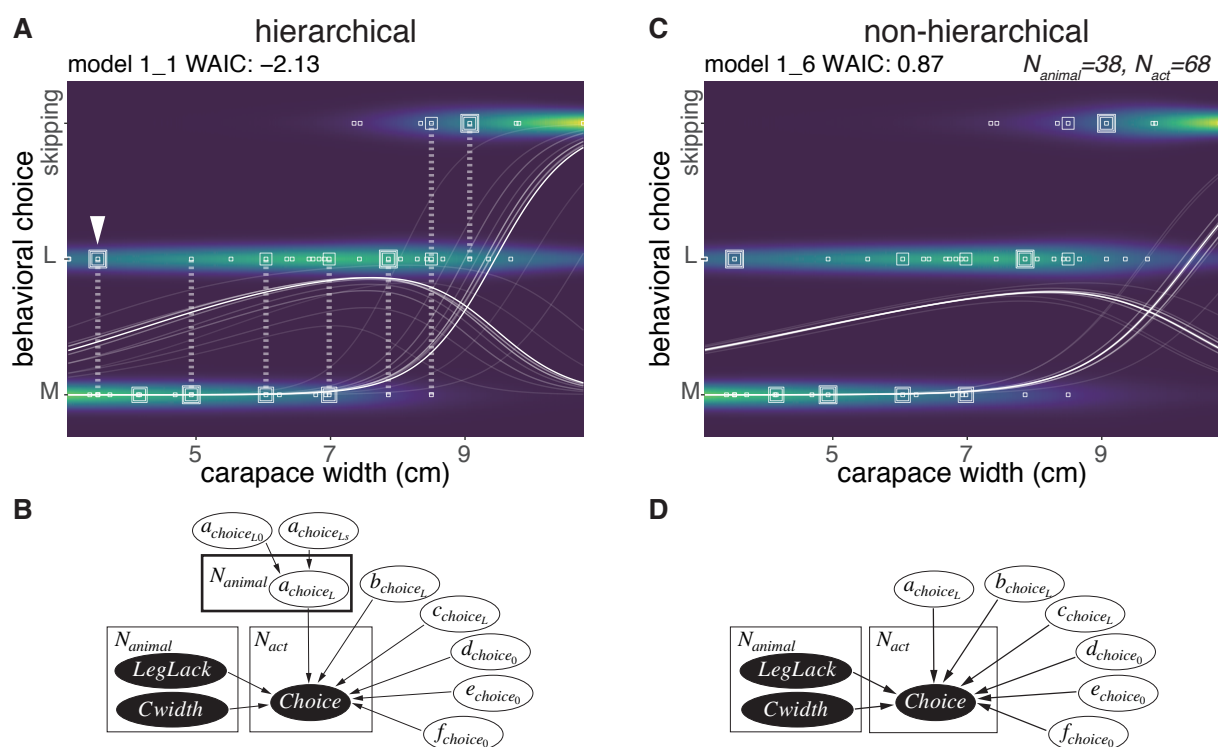 A
hierarchical
model 1_1 WAIC: −2.13
behavioral choice
skipping
L
M
5
7
9
carapace width (cm)
C
non-hierarchical
model 1_6 WAIC: 0.87
N_animal=38, N_act=68
behavioral choice
skipping
L
M
5
7
9
carapace width (cm)
B
a_choice_L0
a_choice_Ls
N_animal
a_choice_L
b_choice_L
c_choice_L
d_choice_0
e_choice_0
f_choice_0
N_animal
LegLack
Cwidth
N_act
Choice
D
a_choice_L
b_choice_L
c_choice_L
d_choice_0
e_choice_0
f_choice_0
N_animal
LegLack
Cwidth
N_act
Choice